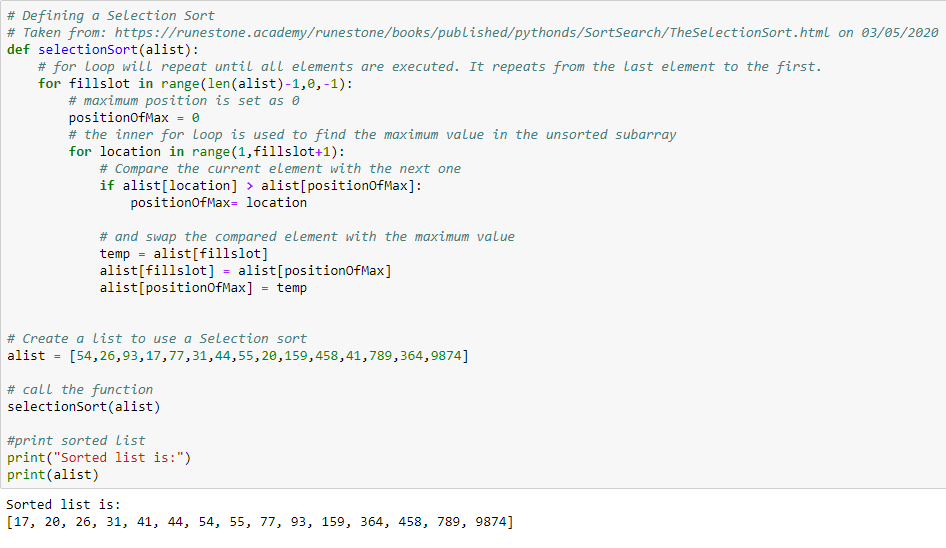 # Defining a Selection Sort
# Taken from: https://runestone.academy/runestone/books/published/pythonds/SortSearch/TheSelectionSort.html on 03/05/2020
def selectionSort(alist):
    # for loop will repeat until all elements are executed. It repeats from the last element to the first.
    for fillslot in range(len(alist)-1,0,-1):
        # maximum position is set as 0
        positionOfMax = 0
        # the inner for loop is used to find the maximum value in the unsorted subarray
        for location in range(1,fillslot+1):
            # Compare the current element with the next one
            if alist[location] > alist[positionOfMax]:
                positionOfMax= location
            # and swap the compared element with the maximum value
            temp = alist[fillslot]
            alist[fillslot] = alist[positionOfMax]
            alist[positionOfMax] = temp
# Create a list to use a Selection sort
alist = [54,26,93,17,77,31,44,55,20,159,458,41,789,364,9874]
# call the function
selectionSort(alist)
#print sorted list
print("Sorted list is:")
print(alist)
Sorted list is:
[17, 20, 26, 31, 41, 44, 54, 55, 77, 93, 159, 364, 458, 789, 9874]